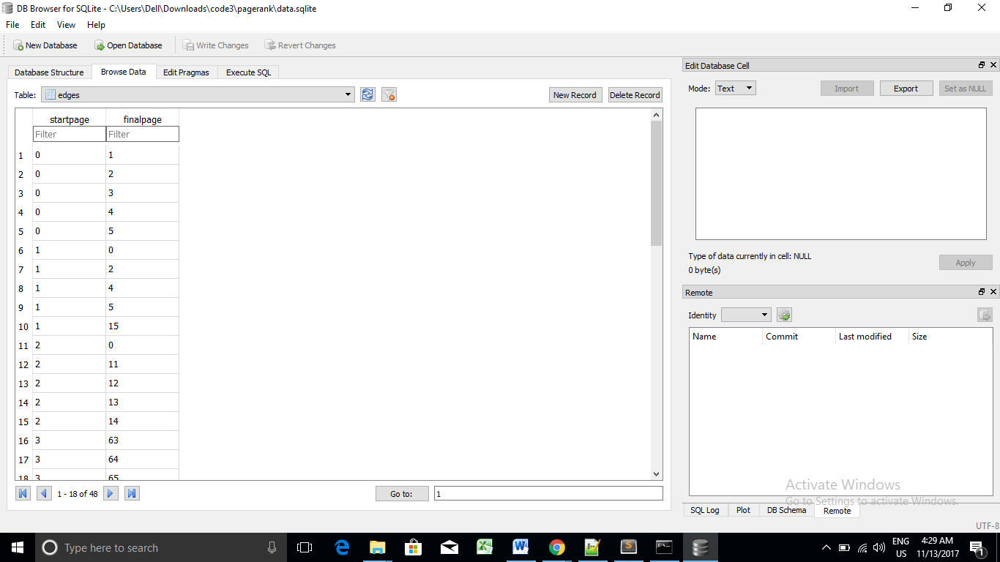 DB Browser for SQLite - C:\Users\Dell\Downloads\code3\pagerank\data.sqlite
File Edit View Help
New Database Open Database Write Changes Revert Changes
Database Structure Browse Data Edit Pragmas Execute SQL
Table: edges
New Record Delete Record
startpage finalpage
Filter Filter
1 0 1
2 0 2
3 0 3
4 0 4
5 0 5
6 1 0
7 1 2
8 1 4
9 1 5
10 1 15
11 2 0
12 2 11
13 2 12
14 2 13
15 2 14
16 3 63
17 3 64
18 3 65
1 - 18 of 48
Go to: 1
Edit Database Cell
Mode: Text Import Export Set as NULL
Type of data currently in cell: NULL
0 byte(s)
Apply
Remote
Identity
Name Commit Last modified Size
Activate Windows
Go to Settings to activate Windows.
SQL Log Plot DB Schema Remote
UTF-8
Type here to search
ENG
US
4:29 AM
11/13/2017
1